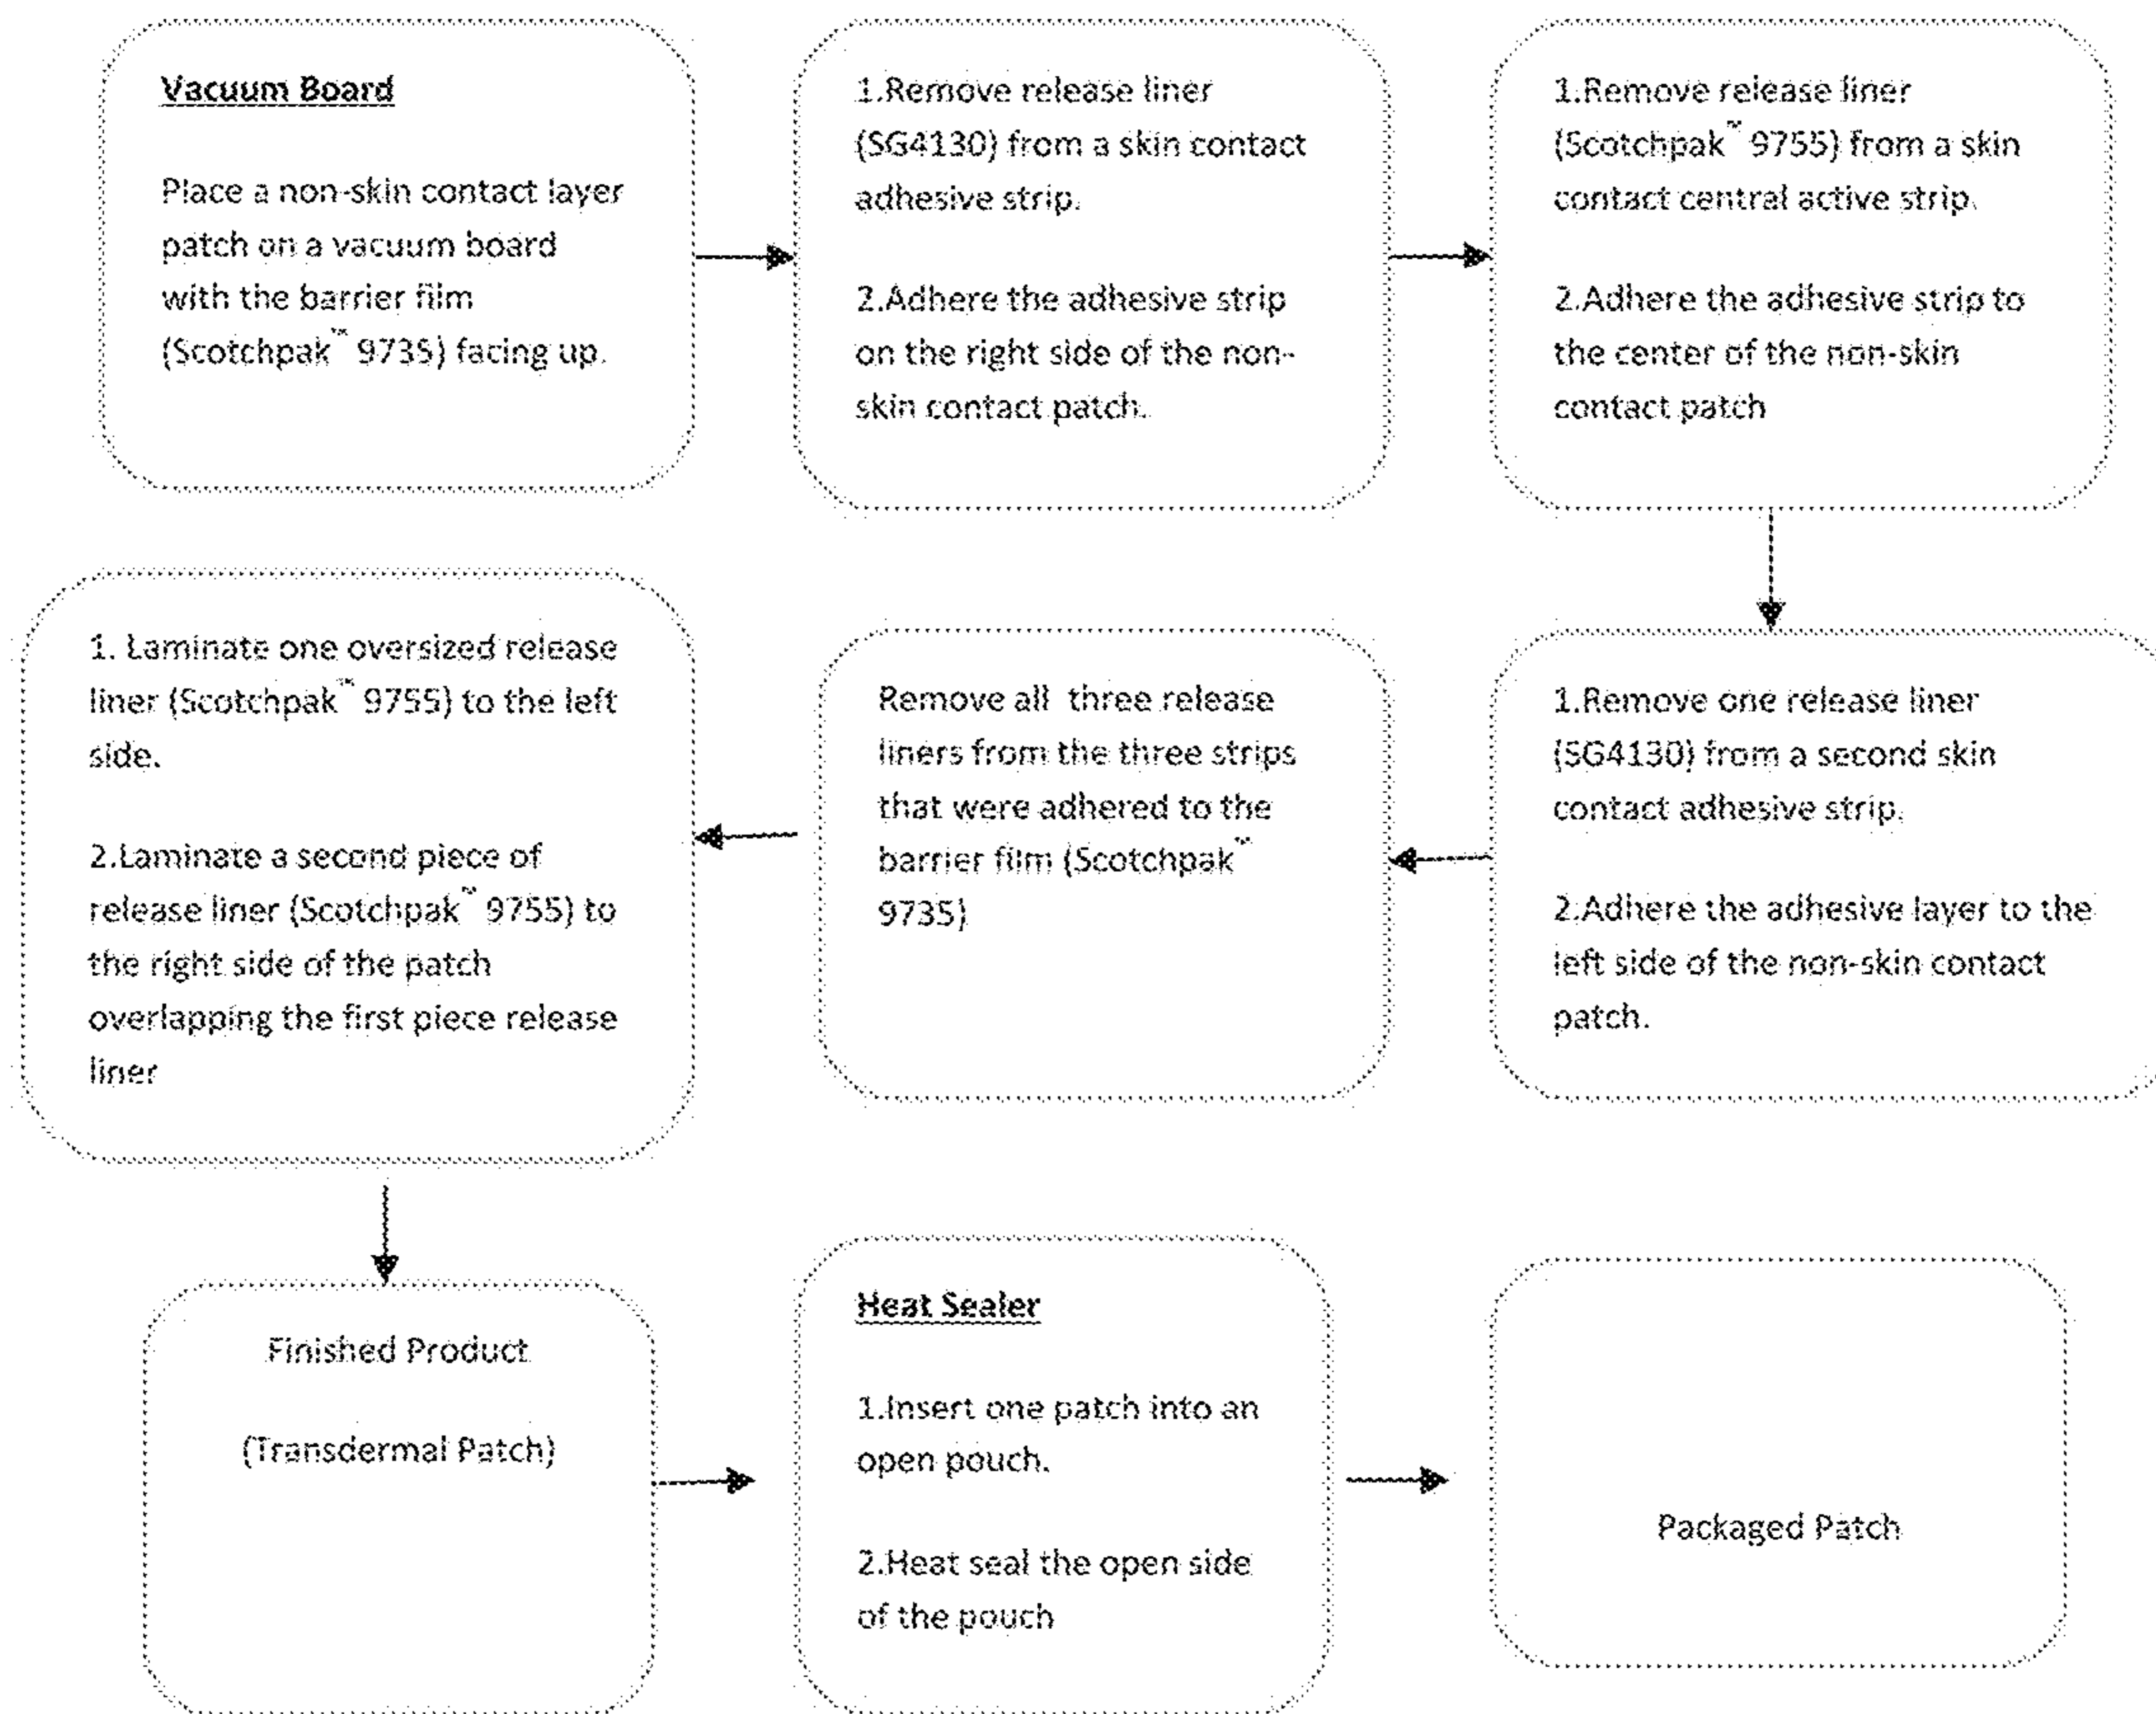 Vacuum Board
Place a non-skin contact layer
patch on a vacuum board
with the barrier film
(Scotchpak™ 9735) facing up.
1.Remove release liner
(SG4130) from a skin contact
adhesive strip.
2.Adhere the adhesive strip
on the right side of the non-
skin contact patch.
1.Remove release liner
(Scotchpak™ 9755) from a skin
contact central active strip.
2.Adhere the adhesive strip to
the center of the non-skin
contact patch
1.Remove one release liner
(SG4130) from a second skin
contact adhesive strip.
2.Adhere the adhesive layer to the
left side of the non-skin contact
patch.
Remove all three release
liners from the three strips
that were adhered to the
barrier film (Scotchpak™
9735)
1. Laminate one oversized release
liner (Scotchpak™ 9755) to the left
side.
2.Laminate a second piece of
release liner (Scotchpak™ 9755) to
the right side of the patch
overlapping the first piece release
liner
Finished Product
(Transdermal Patch)
Heat Sealer
1.Insert one patch into an
open pouch.
2.Heat seal the open side
of the pouch
Packaged Patch